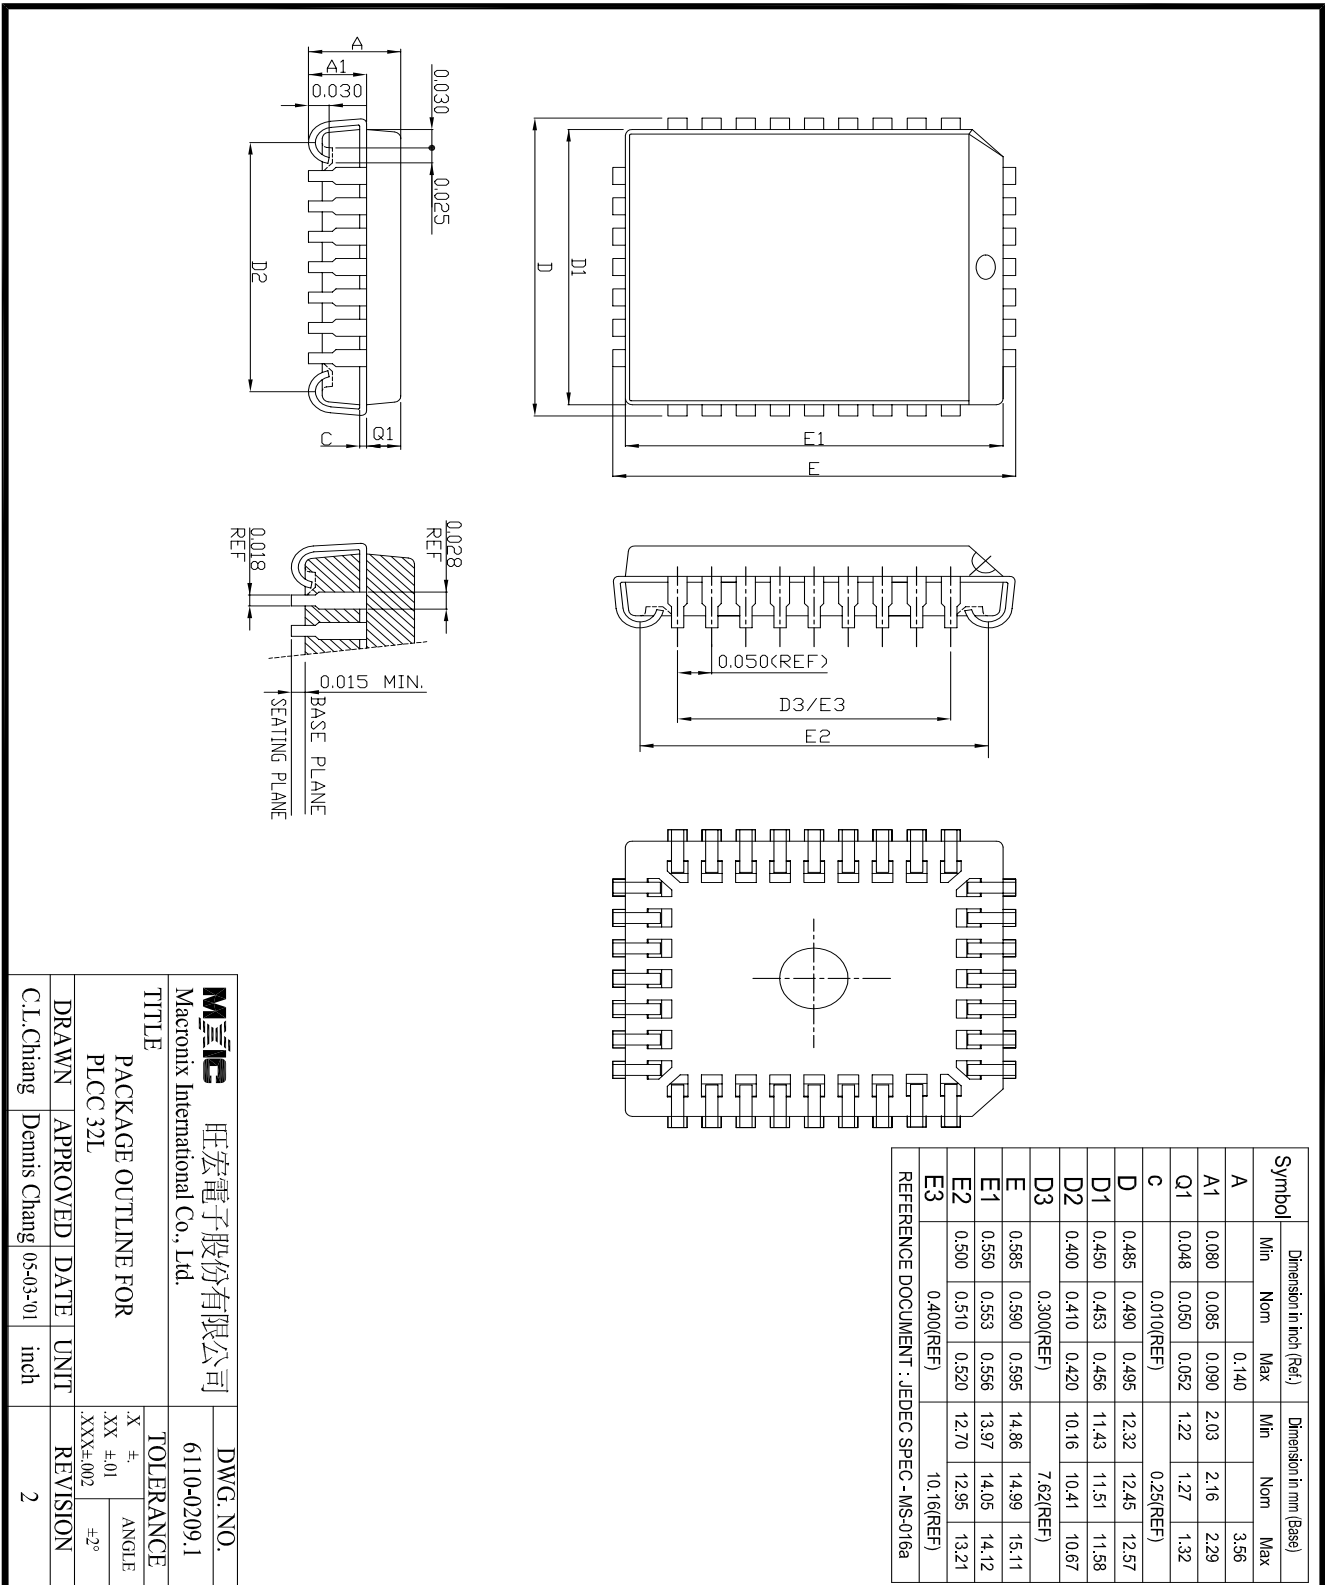 A
A1
0.030
0.030
0.025
D2
C
Q1
D
D1
E1
E
0.028
REF
0.018
REF
0.015 MIN.
BASE PLANE
SEATING PLANE
0.050(REF)
D3/E3
E2
Symbol Dimension in inch (Ref.) Dimension in mm (Base)
Min Nom Max Min Nom Max
A 0.140 3.56
A1 0.080 0.085 0.090 2.03 2.16 2.29
Q1 0.048 0.050 0.052 1.22 1.27 1.32
c 0.010(REF) 0.25(REF)
D 0.485 0.490 0.495 12.32 12.45 12.57
D1 0.450 0.453 0.456 11.43 11.51 11.58
D2 0.400 0.410 0.420 10.16 10.41 10.67
D3 0.300(REF) 7.62(REF)
E 0.585 0.590 0.595 14.86 14.99 15.11
E1 0.550 0.553 0.556 13.97 14.05 14.12
E2 0.500 0.510 0.520 12.70 12.95 13.21
E3 0.400(REF) 10.16(REF)
REFERENCE DOCUMENT : JEDEC SPEC - MS-016a
MXIC 旺宏電子股份有限公司
Macronix International Co., Ltd.
DWG. NO.
6110-0209.1
TITLE
PACKAGE OUTLINE FOR
PLCC 32L
TOLERANCE
.X ±.
.XX ±.01
.XXX±.002
ANGLE
±2°
DRAWN APPROVED DATE UNIT REVISION
C.L.Chiang Dennis Chang 05-03-'01 inch 2